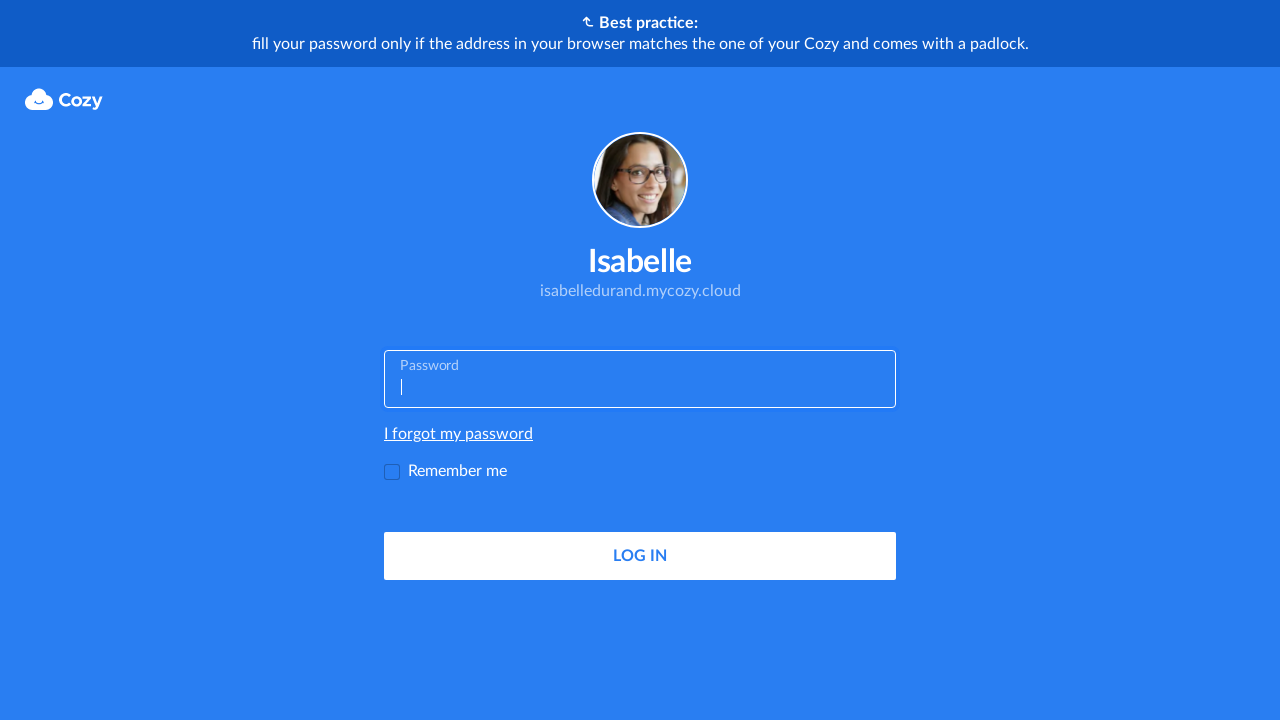 Best practice:
fill your password only if the address in your browser matches the one of your Cozy and comes with a padlock.
Cozy
Isabelle
isabelledurand.mycozy.cloud
Password
I forgot my password
Remember me
LOG IN